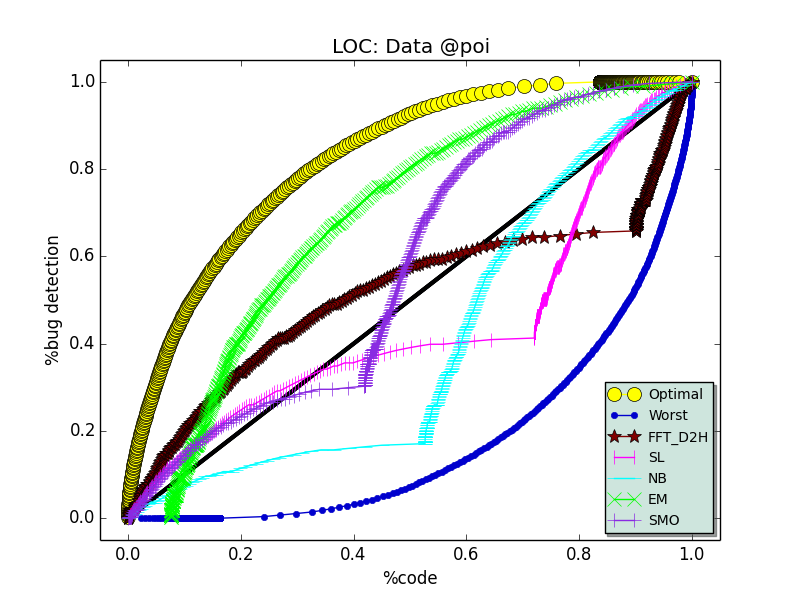 LOC: Data @poi
1.0
0.8
0.6
0.4
0.2
0.0
%bug detection
0.0 0.2 0.4 0.6 0.8 1.0
%code
Optimal
Worst
FFT_D2H
SL
NB
EM
SMO